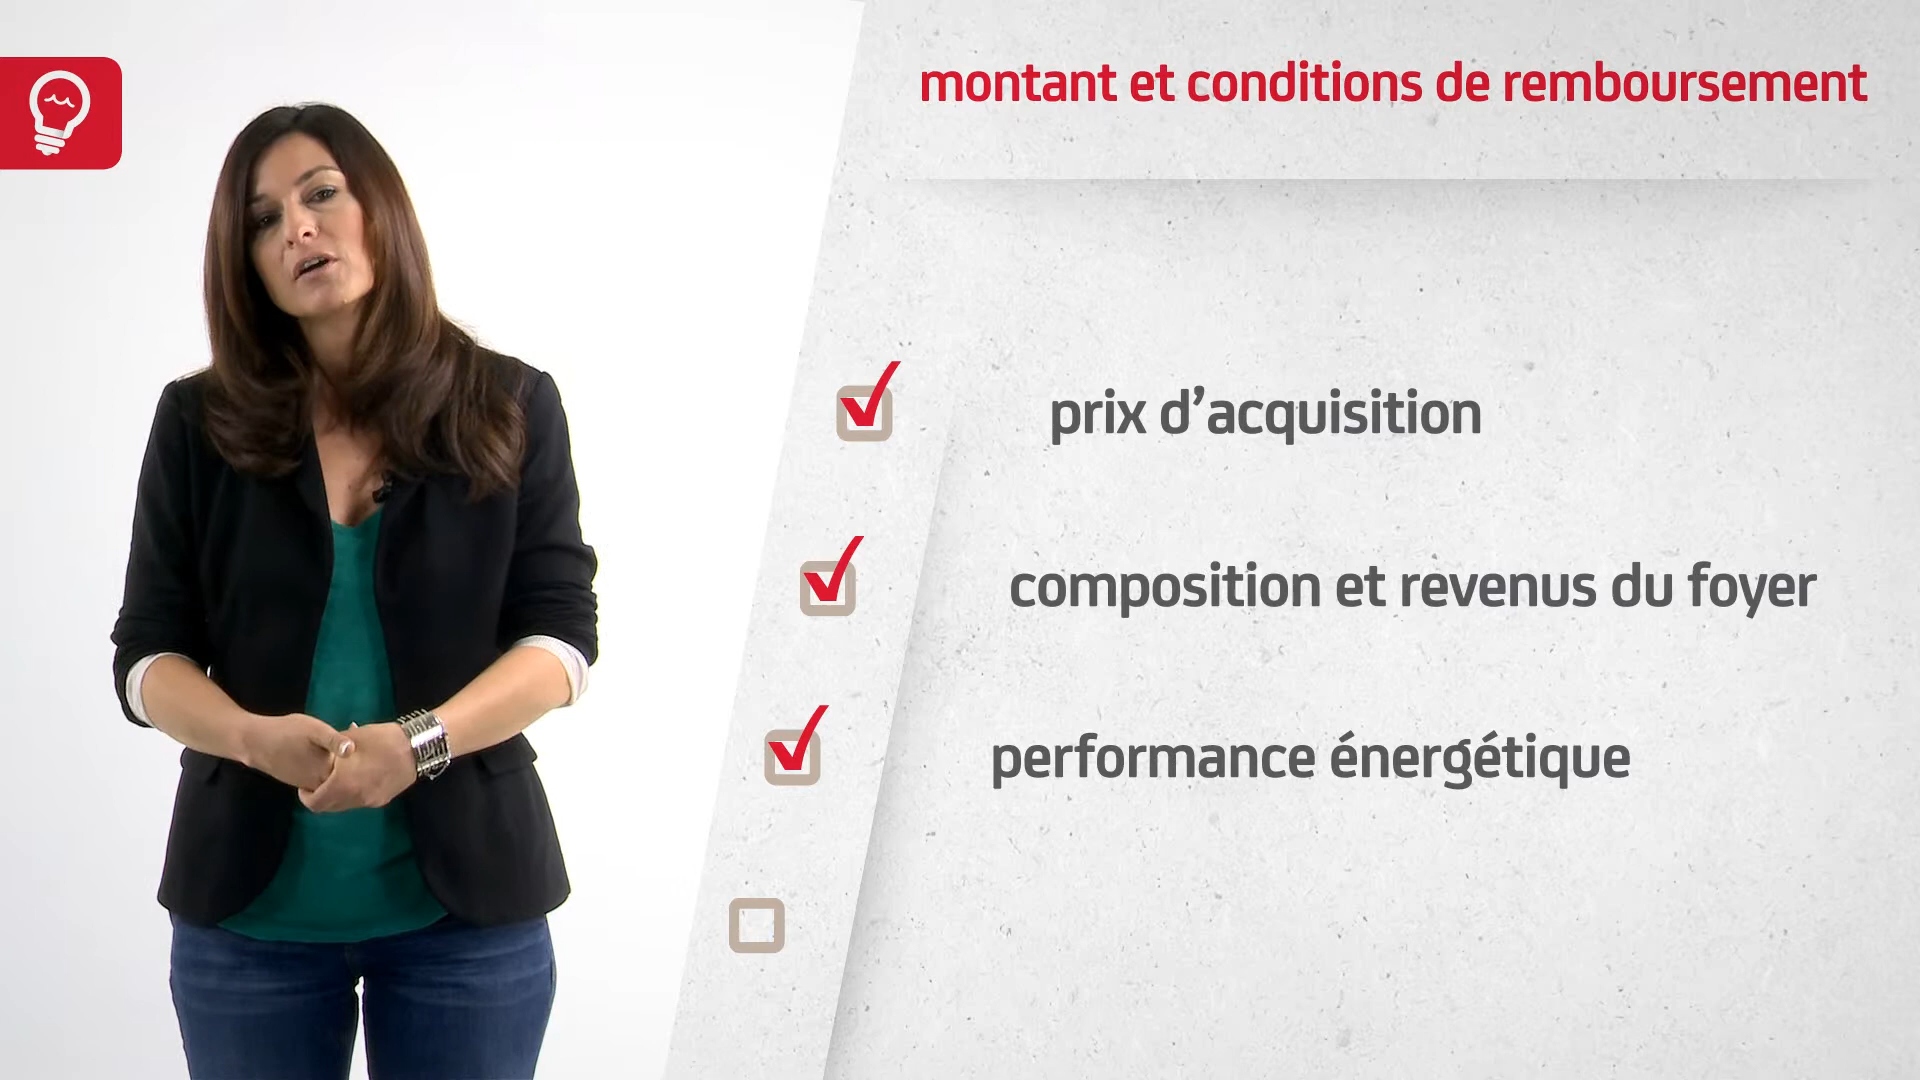 montant et conditions de remboursement
prix d’acquisition
composition et revenus du foyer
performance énergétique